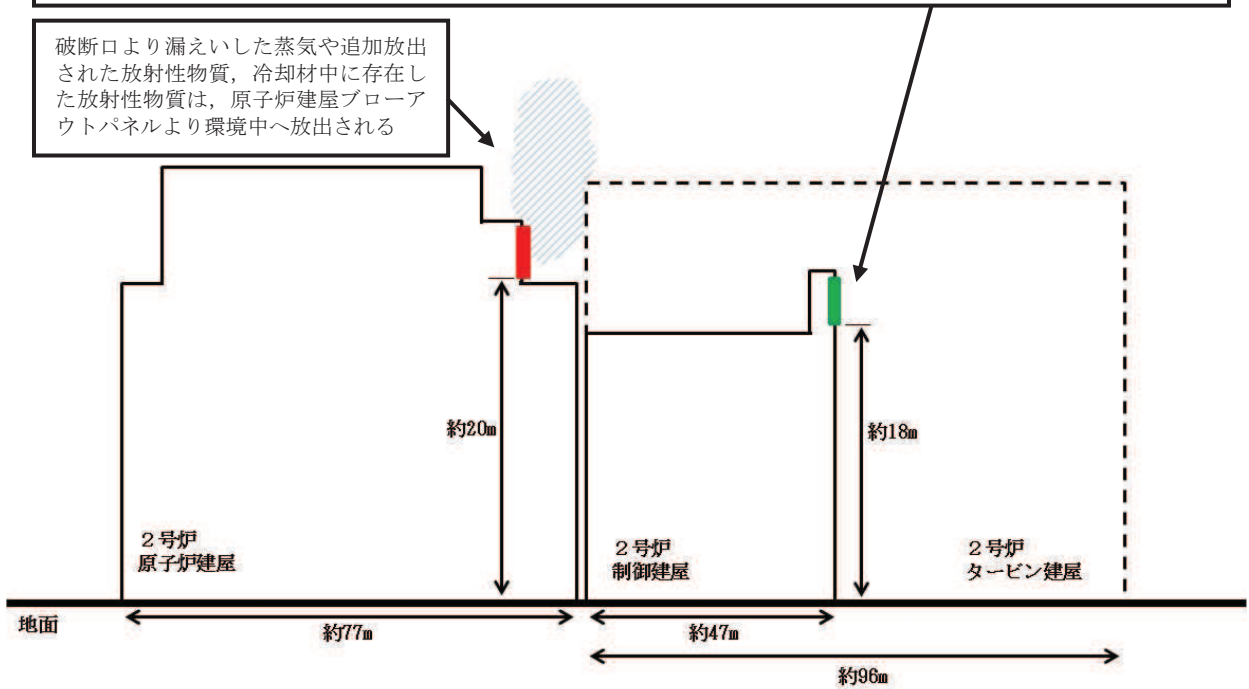 破断口より漏えいした蒸気や追加放出
された放射性物質，冷却材中に存在し
た放射性物質は，原子炉建屋ブローア
ウトパネルより環境中へ放出される
約20m
約18m
２号炉
原子炉建屋
２号炉
制御建屋
２号炉
タービン建屋
地面
約77m
約47m
約96m